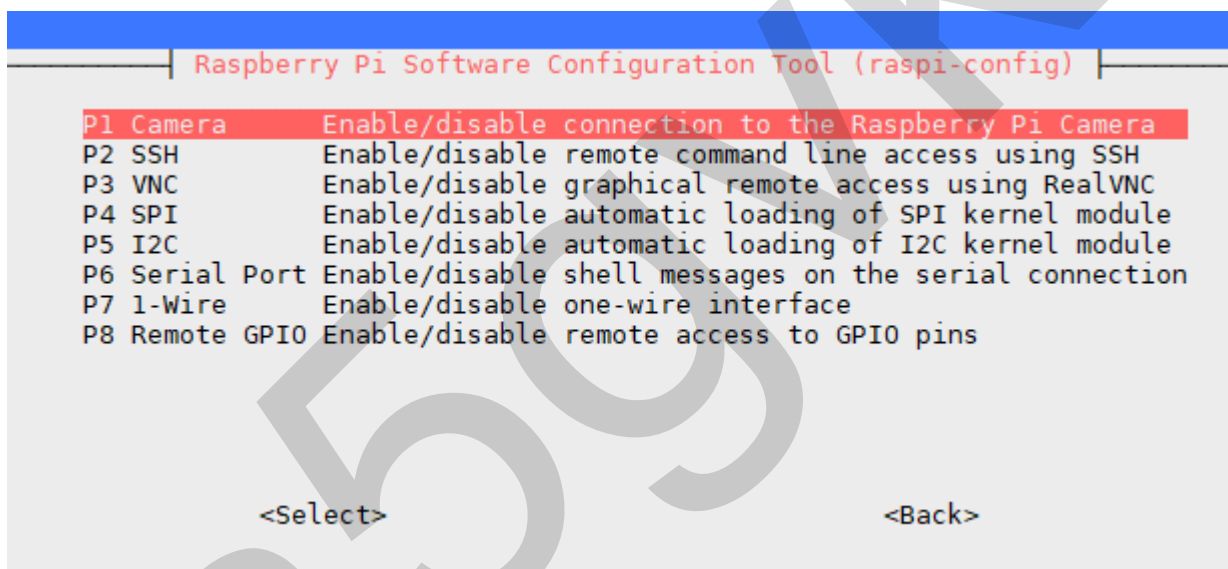 Raspberry Pi Software Configuration Tool (raspi-config)
P1 Camera Enable/disable connection to the Raspberry Pi Camera
P2 SSH Enable/disable remote command line access using SSH
P3 VNC Enable/disable graphical remote access using RealVNC
P4 SPI Enable/disable automatic loading of SPI kernel module
P5 I2C Enable/disable automatic loading of I2C kernel module
P6 Serial Port Enable/disable shell messages on the serial connection
P7 1-Wire Enable/disable one-wire interface
P8 Remote GPIO Enable/disable remote access to GPIO pins
<Select> <Back>